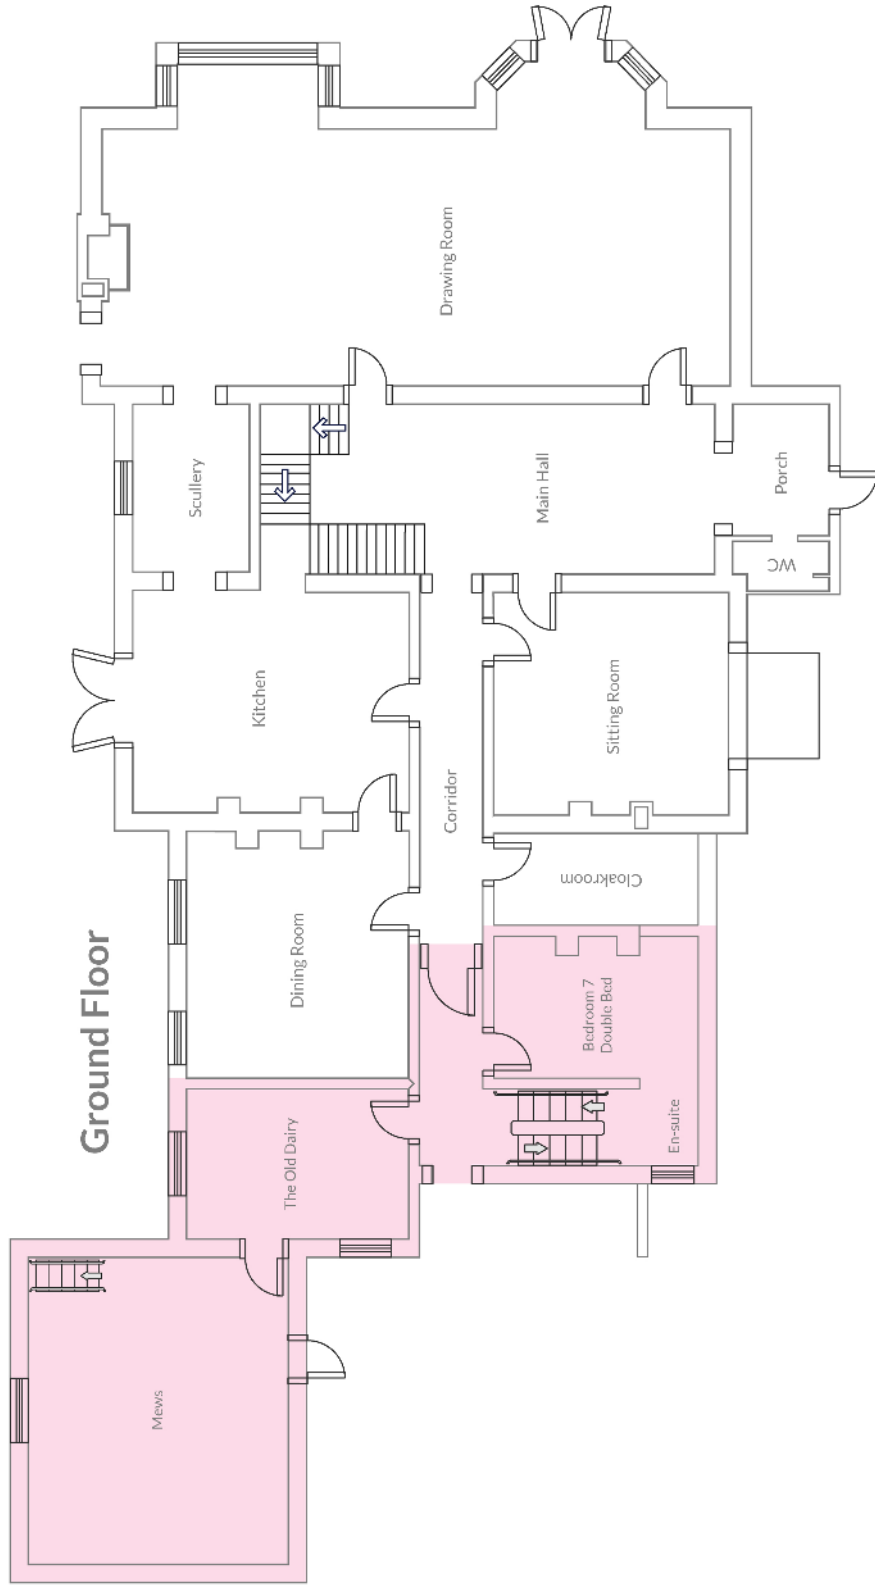 Ground Floor
Drawing Room
Scullery
Main Hall
Porch
WC
Kitchen
Sitting Room
Corridor
Cloakroom
Dining Room
Bedroom 7
Double Bed
En-suite
The Old Dairy
Mews